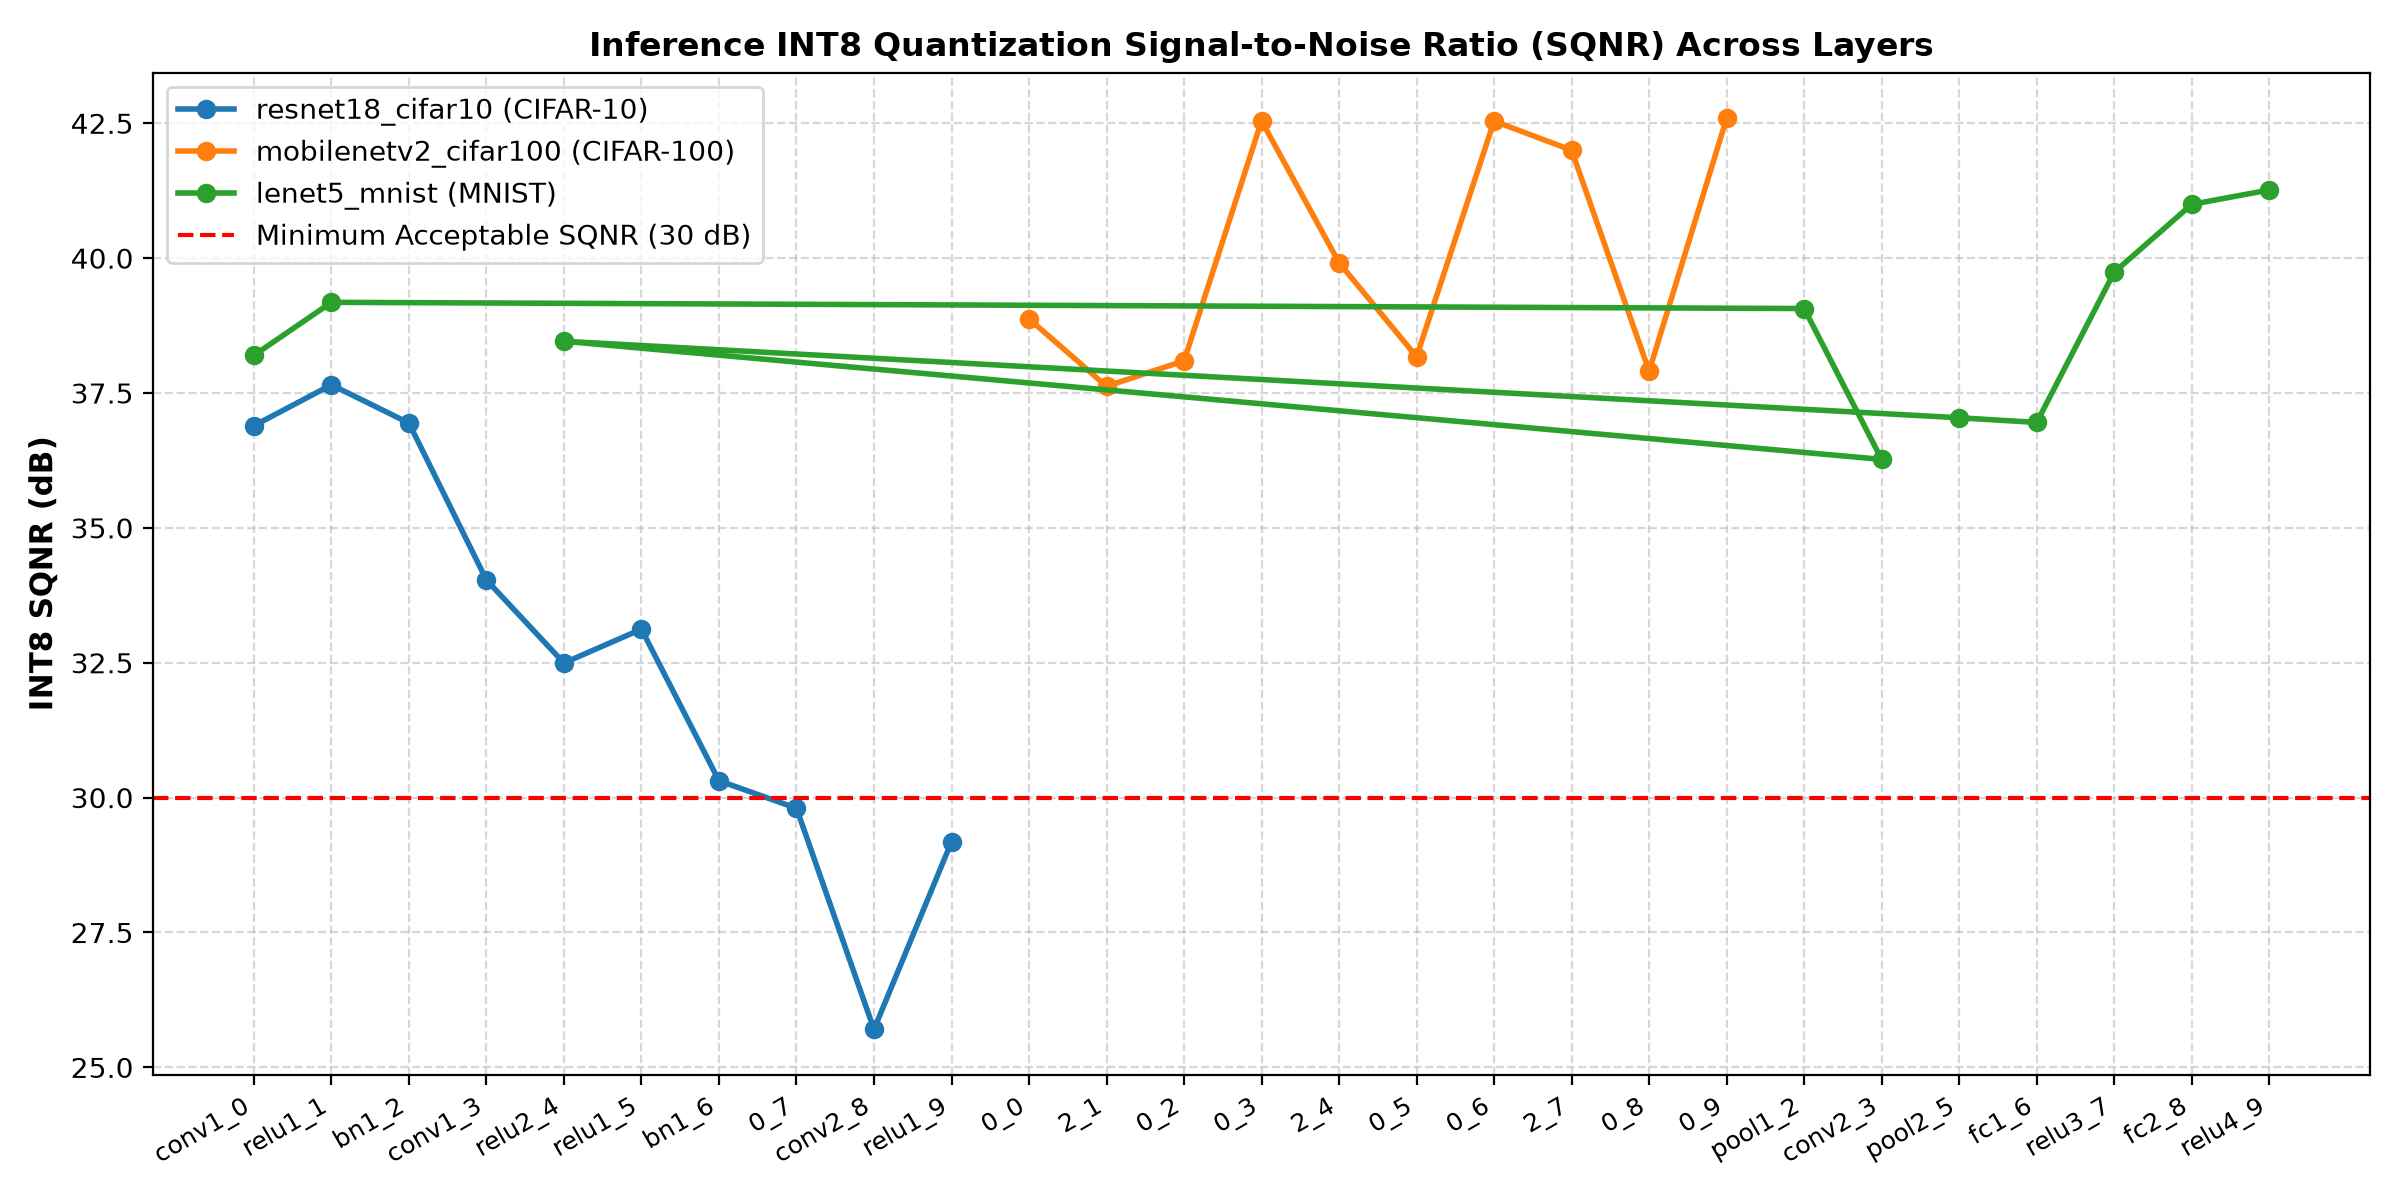 Inference INT8 Quantization Signal-to-Noise Ratio (SQNR) Across Layers
resnet18_cifar10 (CIFAR-10)
mobilenetv2_cifar100 (CIFAR-100)
lenet5_mnist (MNIST)
Minimum Acceptable SQNR (30 dB)
INT8 SQNR (dB)
42.5
40.0
37.5
35.0
32.5
30.0
27.5
25.0
conv1_0
relu1_1
bn1_2
conv1_3
relu2_4
relu1_5
bn1_6
0_7
conv2_8
relu1_9
0_0
2_1
0_2
0_3
2_4
0_5
0_6
2_7
0_8
0_9
pool1_2
conv2_3
pool2_5
fc1_6
relu3_7
fc2_8
relu4_9